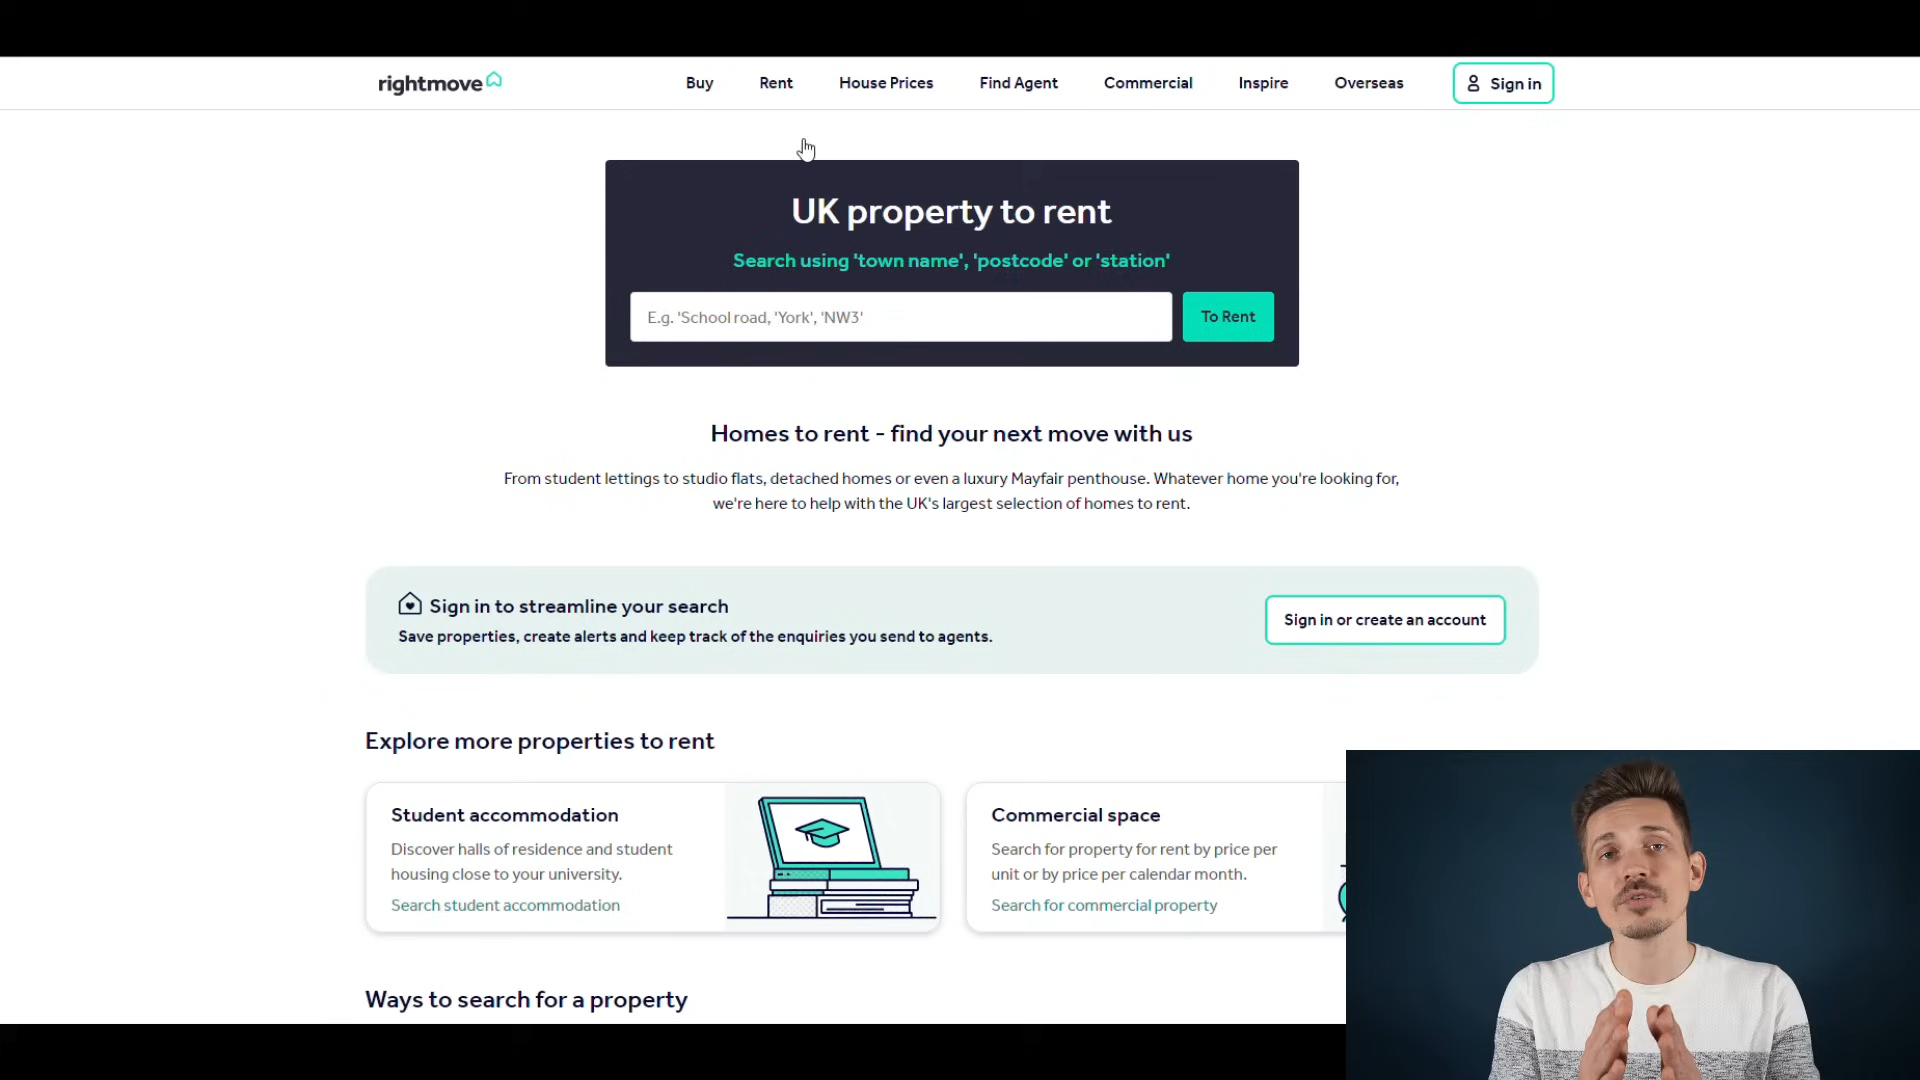 rightmove
Buy Rent House Prices Find Agent Commercial Inspire Overseas Sign in
UK property to rent
Search using 'town name', 'postcode' or 'station'
E.g. 'School road, 'York', 'NW3' To Rent
Homes to rent - find your next move with us
From student lettings to studio flats, detached homes or even a luxury Mayfair penthouse. Whatever home you're looking for,
we're here to help with the UK's largest selection of homes to rent.
Sign in to streamline your search
Save properties, create alerts and keep track of the enquiries you send to agents.
Sign in or create an account
Explore more properties to rent
Student accommodation
Discover halls of residence and student
housing close to your university.
Search student accommodation
Commercial space
Search for property for rent by price per
unit or by price per calendar month.
Search for commercial property
Ways to search for a property